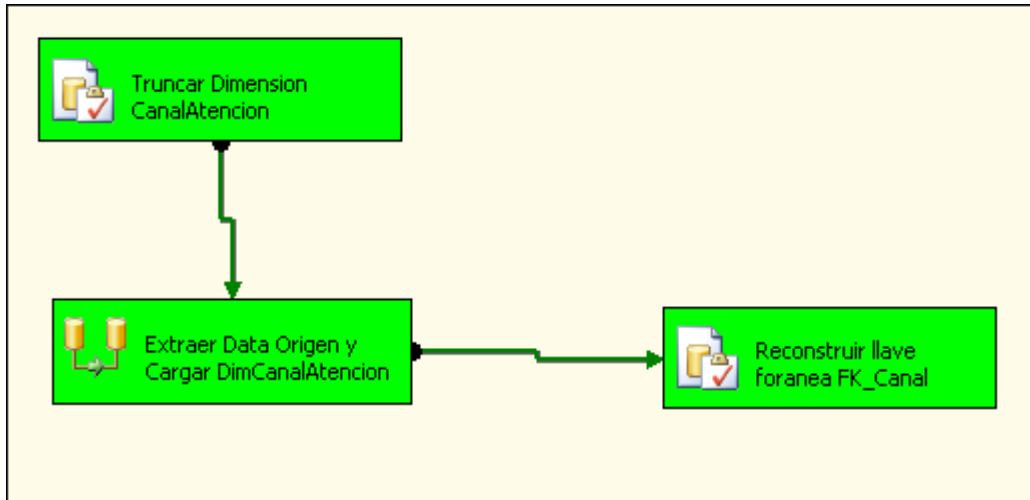 Truncar Dimension
CanalAtencion
Extraer Data Origen y
Cargar DimCanalAtencion
Reconstruir llave
foranea FK_Canal